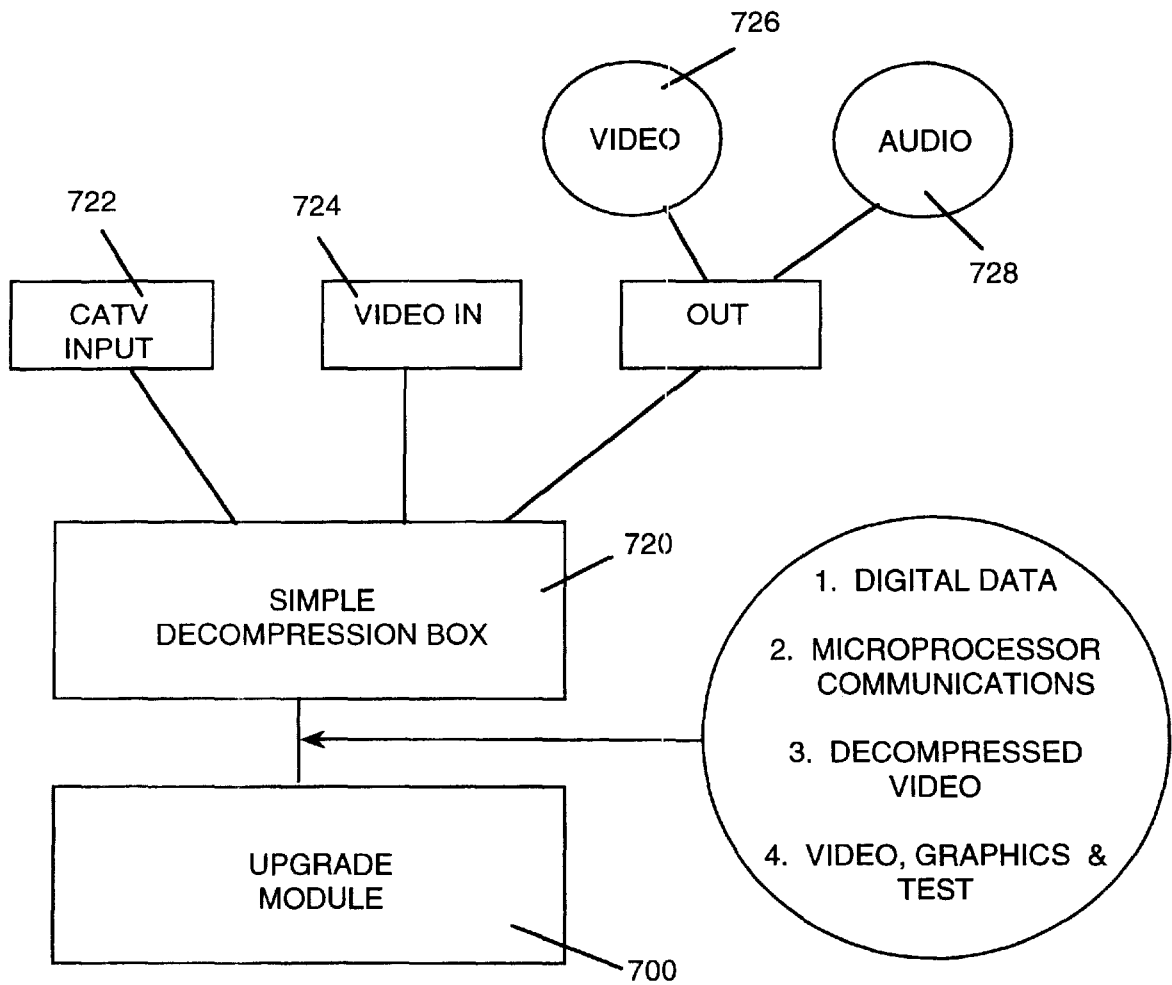 726
VIDEO
AUDIO
722
724
728
CATV
INPUT
VIDEO IN
OUT
720
SIMPLE
DECOMPRESSION BOX
1. DIGITAL DATA
2. MICROPROCESSOR
COMMUNICATIONS
3. DECOMPRESSED
VIDEO
4. VIDEO, GRAPHICS &
TEST
UPGRADE
MODULE
700